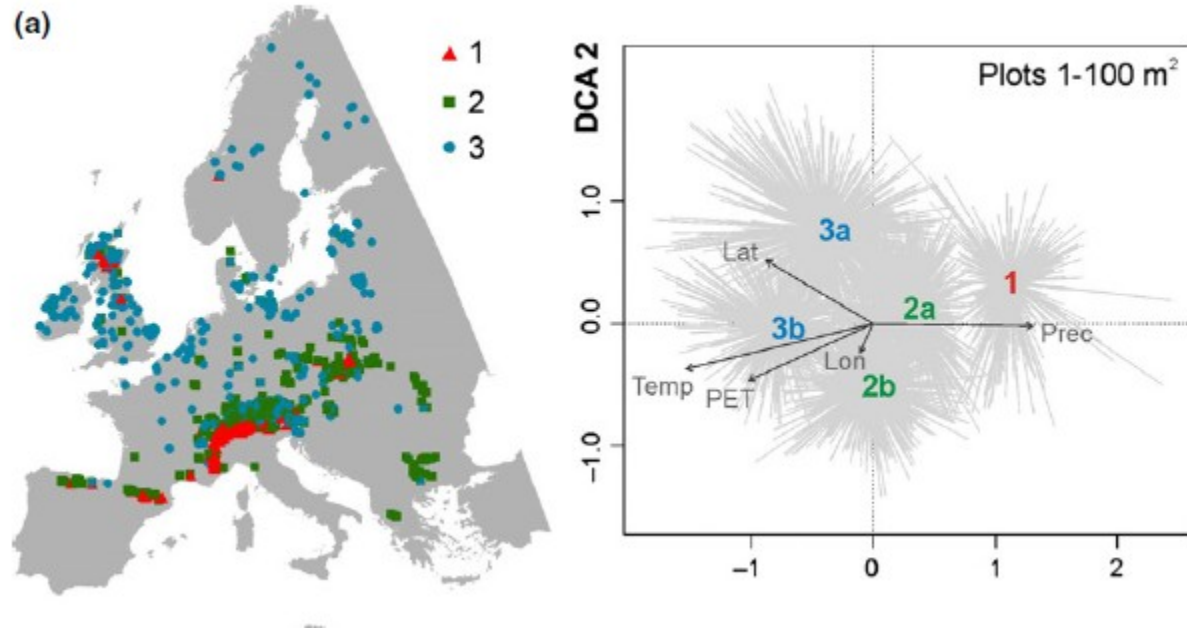 (a)
1
2
3
DCA 2
Plots 1-100 m²
1.0
0.0
−1.0
3a
Lat
1
2a
3b
Prec
Lon
Temp
PET
2b
−1
0
1
2